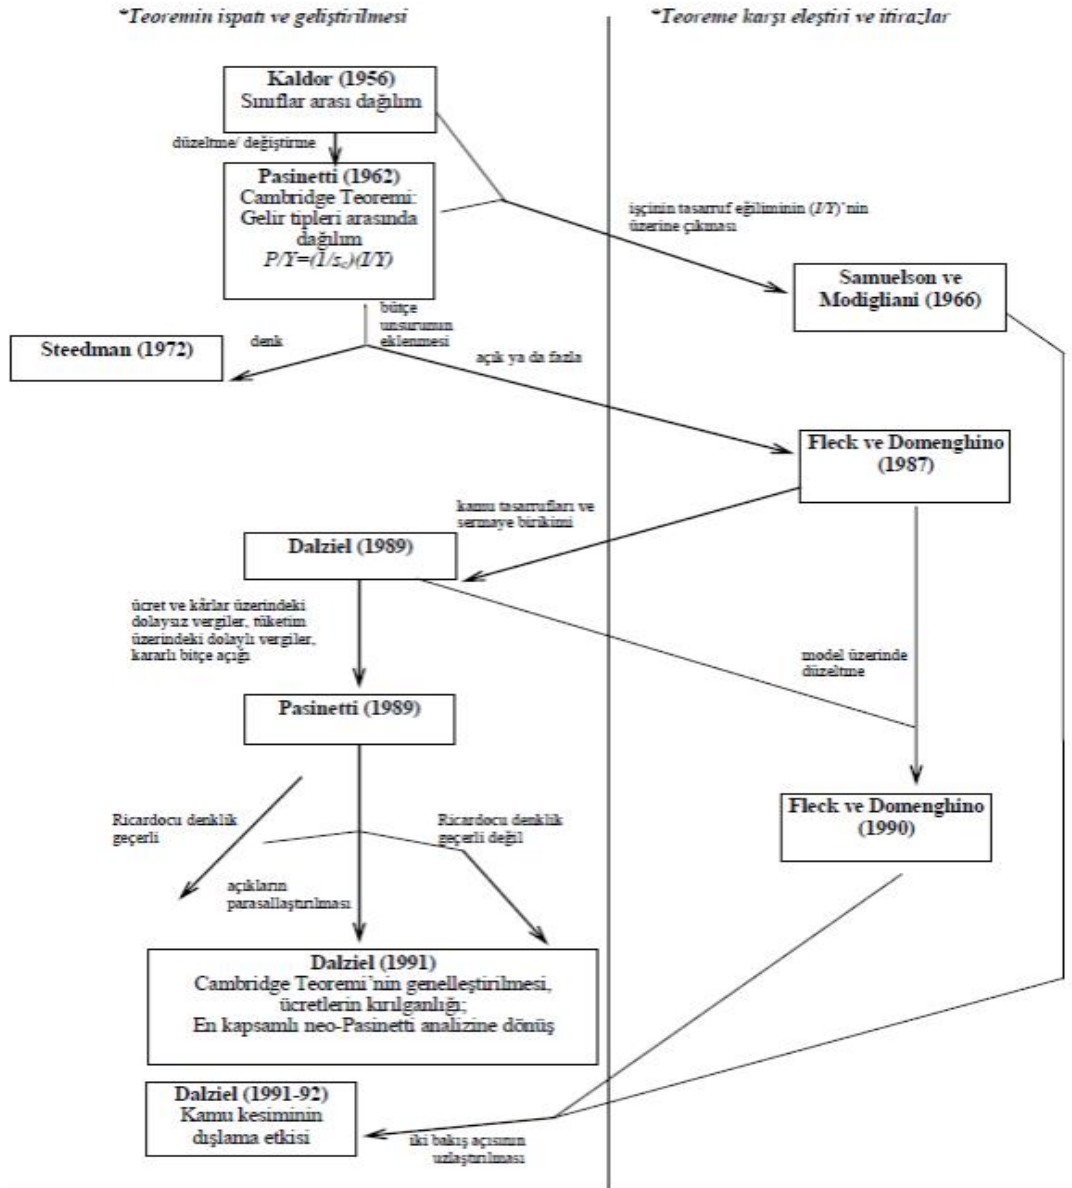 *Teoremin ispatı ve geliştirilmesi
*Teoreme karşı eleştiri ve itirazlar
Kaldor (1956)
Sınıflar arası dağılım
düzeltme/ değiştirme
Pasinetti (1962)
Cambridge Teoremi:
Gelir tipleri arasında
dağılım
P/Y=(1/s_c)(I/Y)
işçinin tasarruf eğiliminin (I/Y)'nin
üzerine çıkması
Samuelson ve
Modigliani (1966)
bütçe
unsurunun
eklenmesi
denk
Steedman (1972)
açık ya da fazla
Fleck ve Domenghino
(1987)
kamu tasarrufları ve
sermaye birikimi
Dalziel (1989)
ücret ve kârlar üzerindeki
dolaysız vergiler, tüketim
üzerindeki dolaylı vergiler,
kararlı bitçe açığı
model üzerinde
düzeltme
Pasinetti (1989)
Fleck ve Domenghino
(1990)
Ricardocu denklik
geçerli
Ricardocu denklik
geçerli değil
açıkların
parasallaştırılması
Dalziel (1991)
Cambridge Teoremi'nin genelleştirilmesi,
ücretlerin kırılganlığı;
En kapsamlı neo-Pasinetti analizine dönüş
Dalziel (1991-92)
Kamu kesiminin
dışlama etkisi
iki bakış açısının
uzlaştırılması